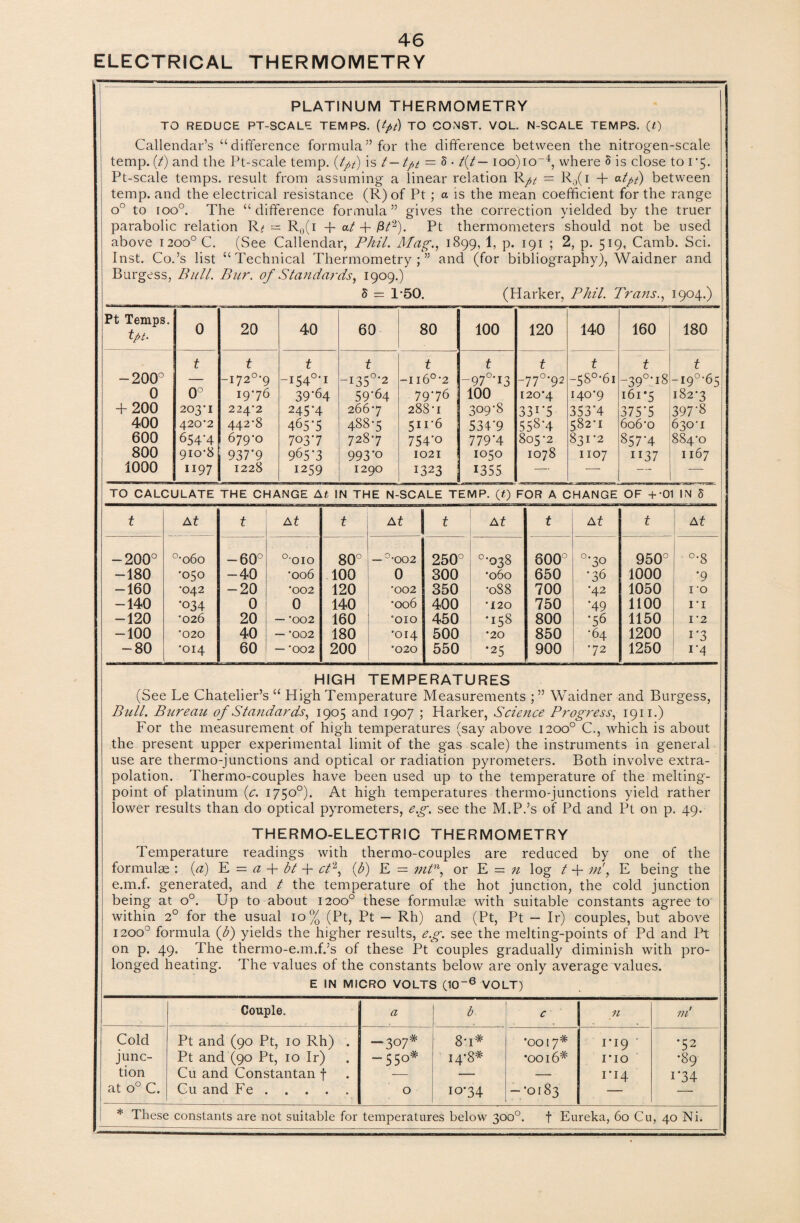 46
ELECTRICAL THERMOMETRY
PLATINUM THERMOMETRY
TO REDUCE PT-SCALE TEMPS. (tpt) TO CONST. VOL. N-SCALE TEMPS. (t)
Callendar’s “difference formula” for the difference between the nitrogen-scale
temp. (t) and the Pt-scale temp. (tpt) is t — tpt = δ · t(t — 100)10⁻⁴, where δ is close to 1·5.
Pt-scale temps. result from assuming a linear relation Rpt = R₀(1 + αtpt) between
temp. and the electrical resistance (R) of Pt ; α is the mean coefficient for the range
0° to 100°. The “difference formula” gives the correction yielded by the truer
parabolic relation Rt = R₀(1 + αt + βt²). Pt thermometers should not be used
above 1200° C. (See Callendar, Phil. Mag., 1899, 1, p. 191 ; 2, p. 519, Camb. Sci.
Inst. Co.’s list “Technical Thermometry ;” and (for bibliography), Waidner and
Burgess, Bull. Bur. of Standards, 1909.)
δ = 1·50. (Harker, Phil. Trans., 1904.)
Pt Temps. tpt. 0 20 40 60 80 100 120 140 160 180
t t t t t t t t t t
−200° — −172°·9 −154°·1 −135°·2 −116°·2 −97°·13 −77°·92 −58°·61 −39°·18 −19°·65
0 0° 19·76 39·64 59·64 79·76 100 120·4 140·9 161·5 182·3
+ 200 203·1 224·2 245·4 266·7 288·1 309·8 331·5 353·4 375·5 397·8
400 420·2 442·8 465·5 488·5 511·6 534·9 558·4 582·1 606·0 630·1
600 654·4 679·0 703·7 728·7 754·0 779·4 805·2 831·2 857·4 884·0
800 910·8 937·9 965·3 993·0 1021 1050 1078 1107 1137 1167
1000 1197 1228 1259 1290 1323 1355 — — — —
TO CALCULATE THE CHANGE Δt IN THE N-SCALE TEMP. (t) FOR A CHANGE OF +·01 IN δ
t Δt t Δt t Δt t Δt t Δt t Δt
−200° °·060 −60° °·010 80° −°·002 250° °·038 600° °·30 950° °·8
−180 ·050 −40 ·006 100 0 300 ·060 650 ·36 1000 ·9
−160 ·042 −20 ·002 120 ·002 350 ·088 700 ·42 1050 1·0
−140 ·034 0 0 140 ·006 400 ·120 750 ·49 1100 1·1
−120 ·026 20 −·002 160 ·010 450 ·158 800 ·56 1150 1·2
−100 ·020 40 −·002 180 ·014 500 ·20 850 ·64 1200 1·3
−80 ·014 60 −·002 200 ·020 550 ·25 900 ·72 1250 1·4
HIGH TEMPERATURES
(See Le Chatelier’s “ High Temperature Measurements ; ” Waidner and Burgess,
Bull. Bureau of Standards, 1905 and 1907 ; Harker, Science Progress, 1911.)
For the measurement of high temperatures (say above 1200° C., which is about
the present upper experimental limit of the gas scale) the instruments in general
use are thermo-junctions and optical or radiation pyrometers. Both involve extra-
polation. Thermo-couples have been used up to the temperature of the melting-
point of platinum (c. 1750°). At high temperatures thermo-junctions yield rather
lower results than do optical pyrometers, e.g. see the M.P.’s of Pd and Pt on p. 49.
THERMO-ELECTRIC THERMOMETRY
Temperature readings with thermo-couples are reduced by one of the
formulæ : (a) E = a + bt + ct², (b) E = mtⁿ, or E = n log t + m′, E being the
e.m.f. generated, and t the temperature of the hot junction, the cold junction
being at 0°. Up to about 1200° these formulæ with suitable constants agree to
within 2° for the usual 10% (Pt, Pt — Rh) and (Pt, Pt — Ir) couples, but above
1200° formula (b) yields the higher results, e.g. see the melting-points of Pd and Pt
on p. 49. The thermo-e.m.f.’s of these Pt couples gradually diminish with pro-
longed heating. The values of the constants below are only average values.
E IN MICRO VOLTS (10⁻⁶ VOLT)
Couple. a b c n m′
Cold Pt and (90 Pt, 10 Rh) . −307* 8·1* ·0017* 1·19 ·52
junc- Pt and (90 Pt, 10 Ir) . −550* 14·8* ·0016* 1·10 ·89
tion Cu and Constantan † . — — — 1·14 1·34
at 0° C. Cu and Fe . . . . . 0 10·34 −·0183 — —
* These constants are not suitable for temperatures below 300°. † Eureka, 60 Cu, 40 Ni.